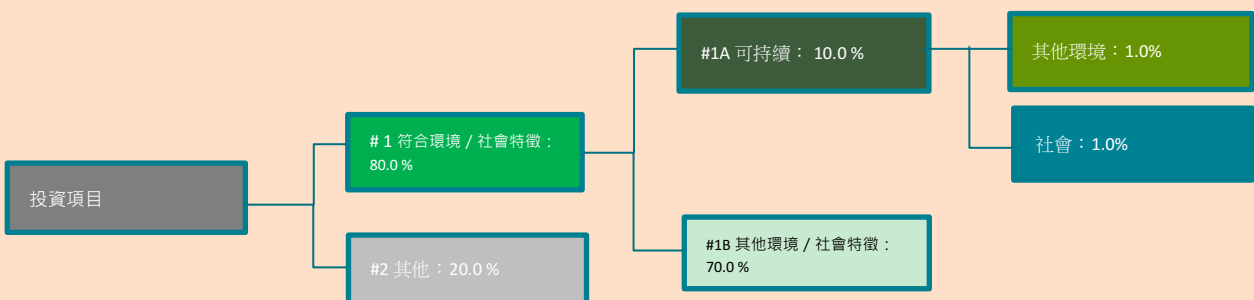 投資項目
# 1 符合環境 / 社會特徵：
80.0 %
#2 其他：20.0 %
#1A 可持續： 10.0 %
#1B 其他環境 / 社會特徵：
70.0 %
其他環境：1.0%
社會：1.0%